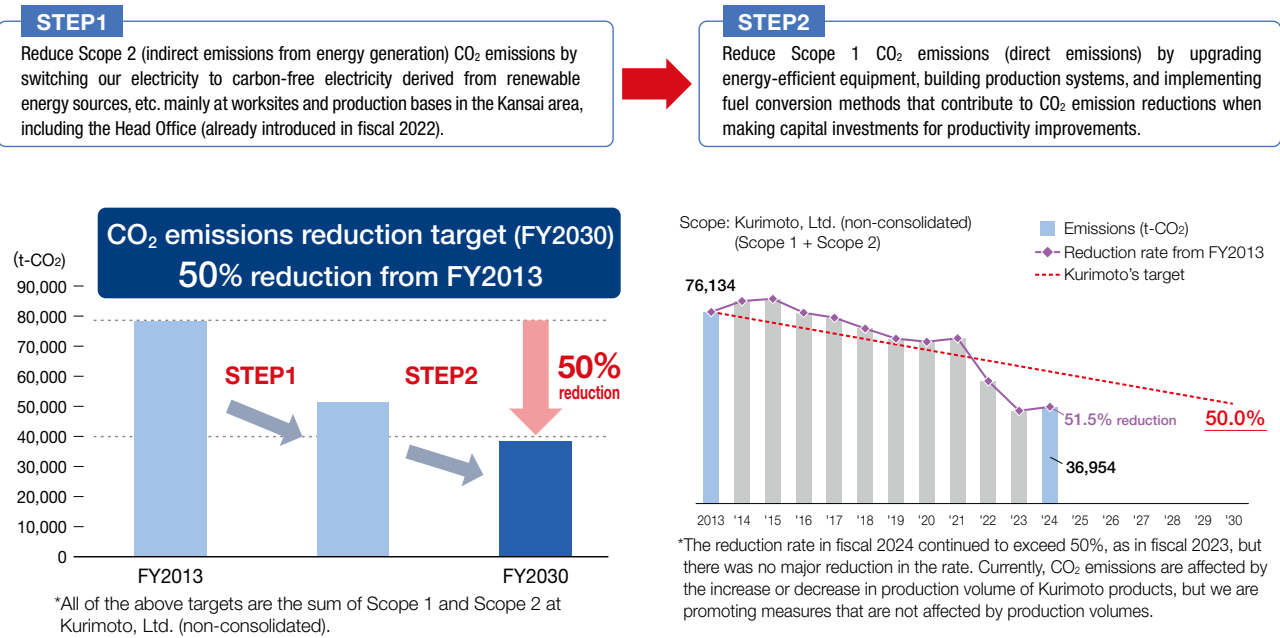 STEP1
Reduce Scope 2 (indirect emissions from energy generation) CO₂ emissions by
switching our electricity to carbon-free electricity derived from renewable
energy sources, etc. mainly at worksites and production bases in the Kansai area,
including the Head Office (already introduced in fiscal 2022).
STEP2
Reduce Scope 1 CO₂ emissions (direct emissions) by upgrading
energy-efficient equipment, building production systems, and implementing
fuel conversion methods that contribute to CO₂ emission reductions when
making capital investments for productivity improvements.
CO₂ emissions reduction target (FY2030)
50% reduction from FY2013
(t-CO₂)
90,000
80,000
70,000
60,000
50,000
40,000
30,000
20,000
10,000
0
STEP1
STEP2
50%
reduction
FY2013
FY2030
*All of the above targets are the sum of Scope 1 and Scope 2 at
Kurimoto, Ltd. (non-consolidated).
Scope: Kurimoto, Ltd. (non-consolidated)
(Scope 1 + Scope 2)
Emissions (t-CO₂)
Reduction rate from FY2013
Kurimoto's target
76,134
51.5% reduction
50.0%
36,954
2013 '14 '15 '16 '17 '18 '19 '20 '21 '22 '23 '24 '25 '26 '27 '28 '29 '30
*The reduction rate in fiscal 2024 continued to exceed 50%, as in fiscal 2023, but
there was no major reduction in the rate. Currently, CO₂ emissions are affected by
the increase or decrease in production volume of Kurimoto products, but we are
promoting measures that are not affected by production volumes.